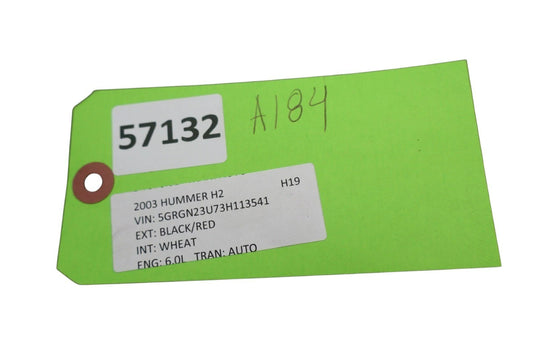 57132
A184
2003 HUMMER H2 H19
VIN: 5GRGN23U73H113541
EXT: BLACK/RED
INT: WHEAT
ENG: 6.0L TRAN: AUTO